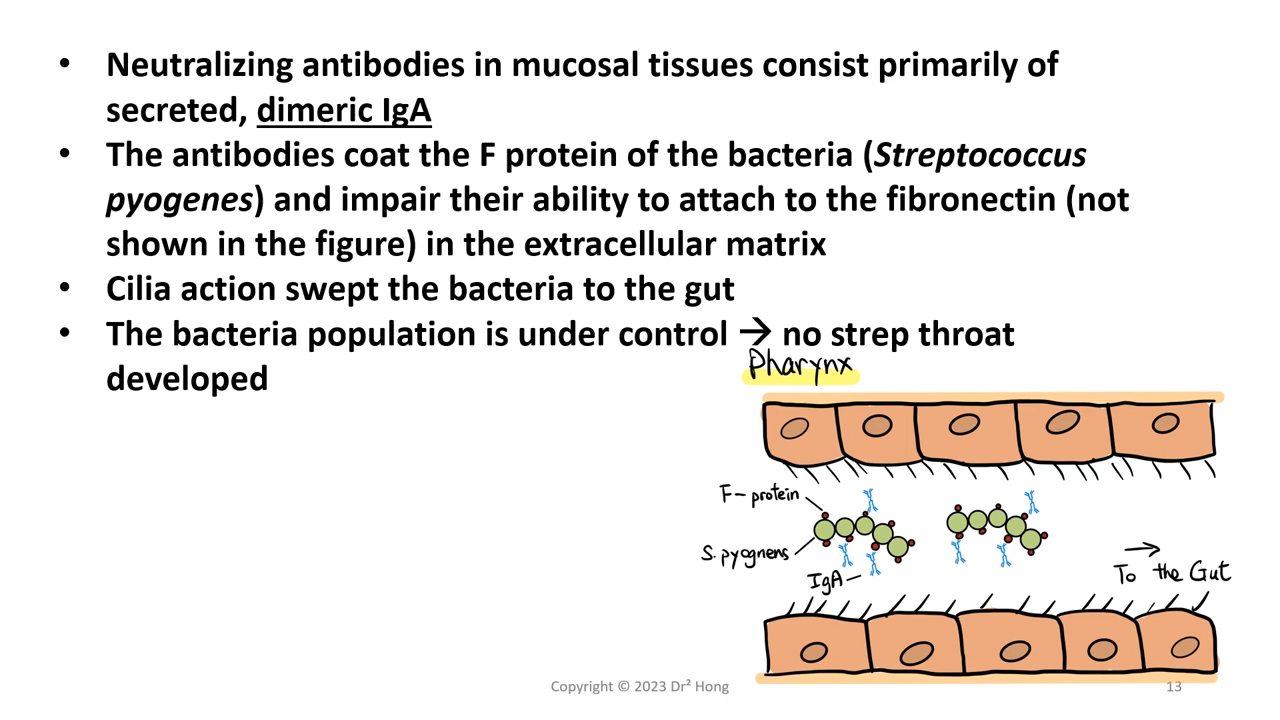 • Neutralizing antibodies in mucosal tissues consist primarily of
secreted, dimeric IgA
• The antibodies coat the F protein of the bacteria (Streptococcus
pyogenes) and impair their ability to attach to the fibronectin (not
shown in the figure) in the extracellular matrix
• Cilia action swept the bacteria to the gut
• The bacteria population is under control → no strep throat
developed
Pharynx
F-protein
S. pyognens
IgA
→
To the Gut
Copyright © 2023 Dr² Hong
13